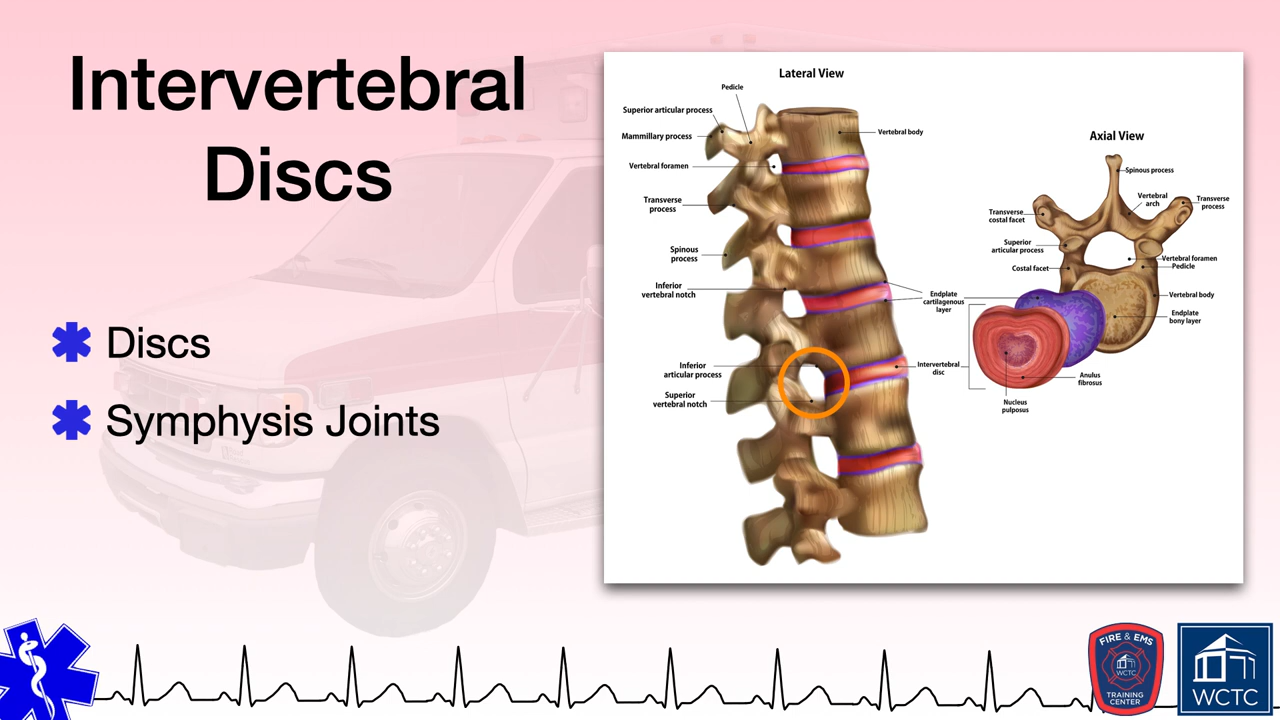 Intervertebral
Discs
Discs
Symphysis Joints
Lateral View
Pedicle
Superior articular process
Mammillary process
Vertebral foramen
Transverse
process
Spinous
process
Inferior
vertebral notch
Inferior
articular process
Superior
vertebral notch
Vertebral body
Endplate
cartilagenous
layer
Intervertebral
disc
Axial View
Spinous process
Vertebral
arch
Transverse
process
Transverse
costal facet
Superior
articular process
Costal facet
Vertebral foramen
Pedicle
Vertebral body
Endplate
bony layer
Anulus
fibrosus
Nucleus
pulposus
FIRE & EMS
WCTC
TRAINING
CENTER
WCTC